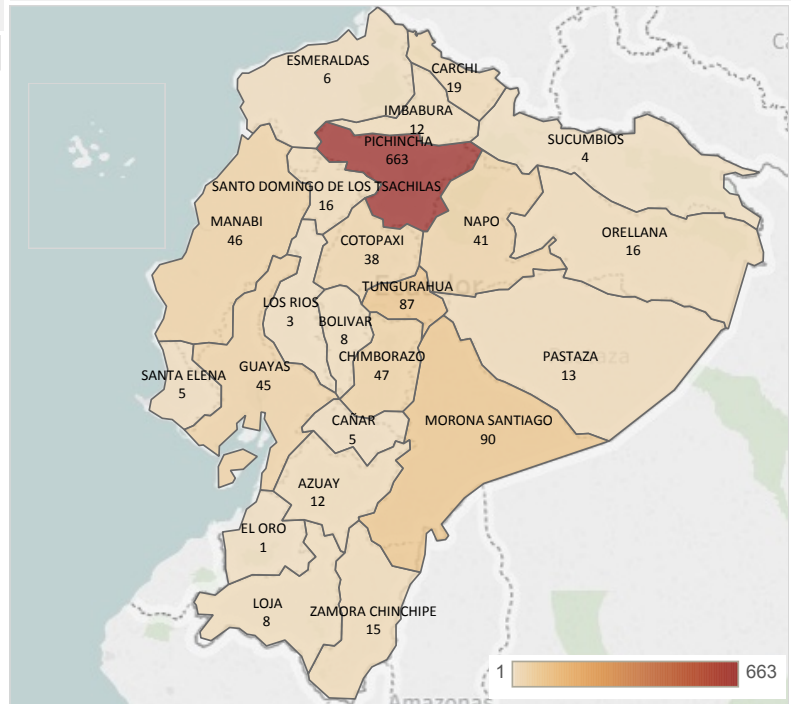 ESMERALDAS
6
CARCHI
19
IMBABURA
12
PICHINCHA
663
SUCUMBIOS
4
SANTO DOMINGO DE LOS TSACHILAS
16
MANABI
46
NAPO
41
ORELLANA
16
COTOPAXI
38
TUNGURAHUA
87
LOS RIOS
3
BOLIVAR
8
CHIMBORAZO
47
PASTAZA
13
SANTA ELENA
5
GUAYAS
45
CAÑAR
5
MORONA SANTIAGO
90
AZUAY
12
EL ORO
1
LOJA
8
ZAMORA CHINCHIPE
15
1
663
Amazonas